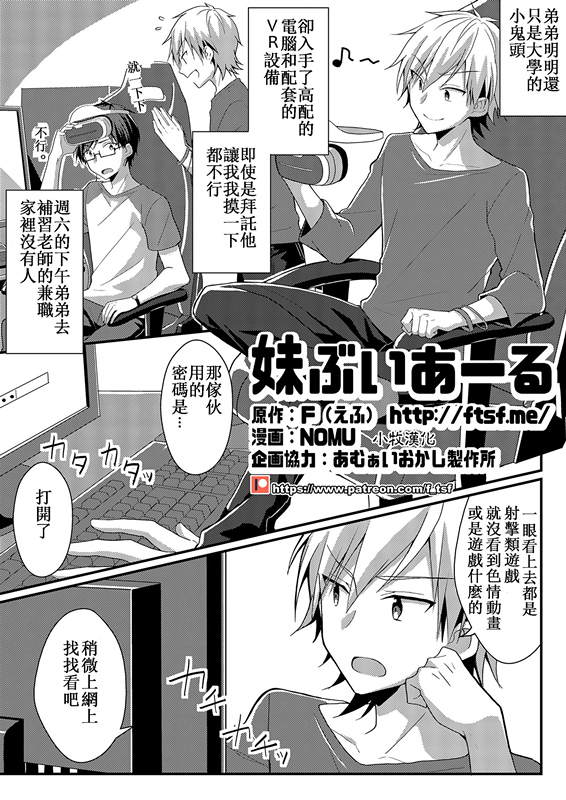 弟弟明明還
只是大學的
小鬼頭
卻入手了高配的
電腦和配套的
VR設備
♪~
即使是拜託他
讓我我摸一下
都不行
就一下下
不行。
週六的下午弟弟去
補習老師的兼職
家裡沒有人
妹ぶいあーる
原作：F（えふ） http://ftsf.me/
漫画：NOMU 小牧漢化
企画協力：あむぁいおかし製作所
https://www.patreon.com/f_tsf
那傢伙
用的
密碼是…
カタカタ
打開了
一眼看上去都是
射擊類遊戲
就沒看到色情動畫
或是遊戲什麼的
稍微上網上
找找看吧
カチッカチッ